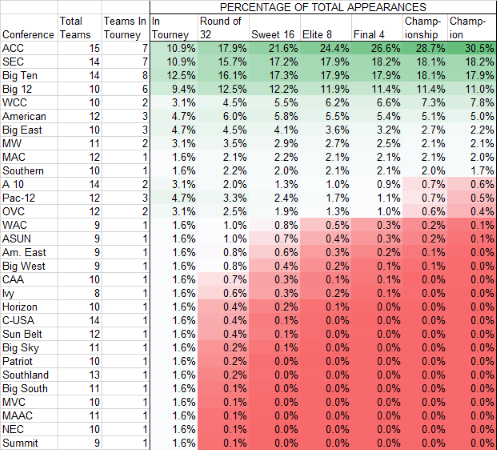 PERCENTAGE OF TOTAL APPEARANCES
Conference Total Teams Teams In Tourney In Tourney Round of 32 Sweet 16 Elite 8 Final 4 Champ-ionship Champ-ion
ACC 15 7 10.9% 17.9% 21.6% 24.4% 26.6% 28.7% 30.5%
SEC 14 7 10.9% 15.7% 17.2% 17.9% 18.2% 18.1% 18.2%
Big Ten 14 8 12.5% 16.1% 17.3% 17.9% 17.9% 18.1% 17.9%
Big 12 10 6 9.4% 12.5% 12.2% 11.9% 11.4% 11.4% 11.0%
WCC 10 2 3.1% 4.5% 5.5% 6.2% 6.6% 7.3% 7.8%
American 12 3 4.7% 6.0% 5.8% 5.5% 5.4% 5.1% 5.0%
Big East 10 3 4.7% 4.5% 4.1% 3.6% 3.2% 2.7% 2.2%
MW 11 2 3.1% 3.5% 2.9% 2.7% 2.5% 2.1% 2.1%
MAC 12 1 1.6% 2.1% 2.2% 2.1% 2.1% 2.0% 2.0%
Southern 10 1 1.6% 2.2% 2.0% 2.1% 2.1% 2.0% 1.7%
A 10 14 2 3.1% 2.0% 1.3% 1.0% 0.9% 0.7% 0.6%
Pac-12 12 3 4.7% 3.3% 2.4% 1.7% 1.1% 0.7% 0.5%
OVC 12 2 3.1% 2.5% 1.9% 1.3% 1.0% 0.6% 0.4%
WAC 9 1 1.6% 1.0% 0.8% 0.5% 0.3% 0.2% 0.1%
ASUN 9 1 1.6% 1.0% 0.7% 0.4% 0.3% 0.2% 0.1%
Am. East 9 1 1.6% 0.8% 0.6% 0.3% 0.2% 0.1% 0.1%
Big West 9 1 1.6% 0.8% 0.4% 0.2% 0.1% 0.0% 0.0%
CAA 10 1 1.6% 0.7% 0.3% 0.1% 0.1% 0.0% 0.0%
Ivy 8 1 1.6% 0.6% 0.3% 0.2% 0.1% 0.1% 0.0%
Horizon 10 1 1.6% 0.4% 0.2% 0.1% 0.0% 0.0% 0.0%
C-USA 14 1 1.6% 0.4% 0.1% 0.0% 0.0% 0.0% 0.0%
Sun Belt 12 1 1.6% 0.4% 0.1% 0.0% 0.0% 0.0% 0.0%
Big Sky 11 1 1.6% 0.2% 0.1% 0.0% 0.0% 0.0% 0.0%
Patriot 10 1 1.6% 0.2% 0.0% 0.0% 0.0% 0.0% 0.0%
Southland 13 1 1.6% 0.2% 0.0% 0.0% 0.0% 0.0% 0.0%
Big South 11 1 1.6% 0.1% 0.0% 0.0% 0.0% 0.0% 0.0%
MVC 10 1 1.6% 0.1% 0.0% 0.0% 0.0% 0.0% 0.0%
MAAC 11 1 1.6% 0.1% 0.0% 0.0% 0.0% 0.0% 0.0%
NEC 10 1 1.6% 0.1% 0.0% 0.0% 0.0% 0.0% 0.0%
Summit 9 1 1.6% 0.1% 0.0% 0.0% 0.0% 0.0% 0.0%